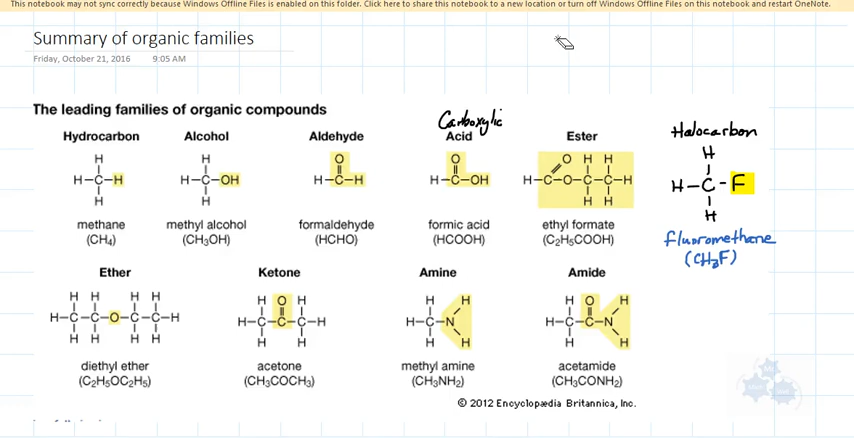 This notebook may not sync correctly because Windows Offline Files is enabled on this folder. Click here to share this notebook to a new location or turn off Windows Offline Files on this notebook and restart OneNote.
Summary of organic families
Friday, October 21, 2016 9:05 AM
The leading families of organic compounds
Carboxylic
Hydrocarbon Alcohol Aldehyde Acid Ester Halocarbon
H H O O O H H H
H–C–H H–C–OH H–C–H H–C–OH H–C–O–C–C–H H–C–F
H H H H H
methane methyl alcohol formaldehyde formic acid ethyl formate fluoromethane
(CH₄) (CH₃OH) (HCHO) (HCOOH) (C₂H₅COOH) (CH₃F)
Ether Ketone Amine Amide
H H H H H O H H H H O H
H–C–C–O–C–C–H H–C–C–C–H H–C–N H–C–C–N
H H H H H H H H H H
diethyl ether acetone methyl amine acetamide
(C₂H₅OC₂H₅) (CH₃COCH₃) (CH₃NH₂) (CH₃CONH₂)
© 2012 Encyclopædia Britannica, Inc.